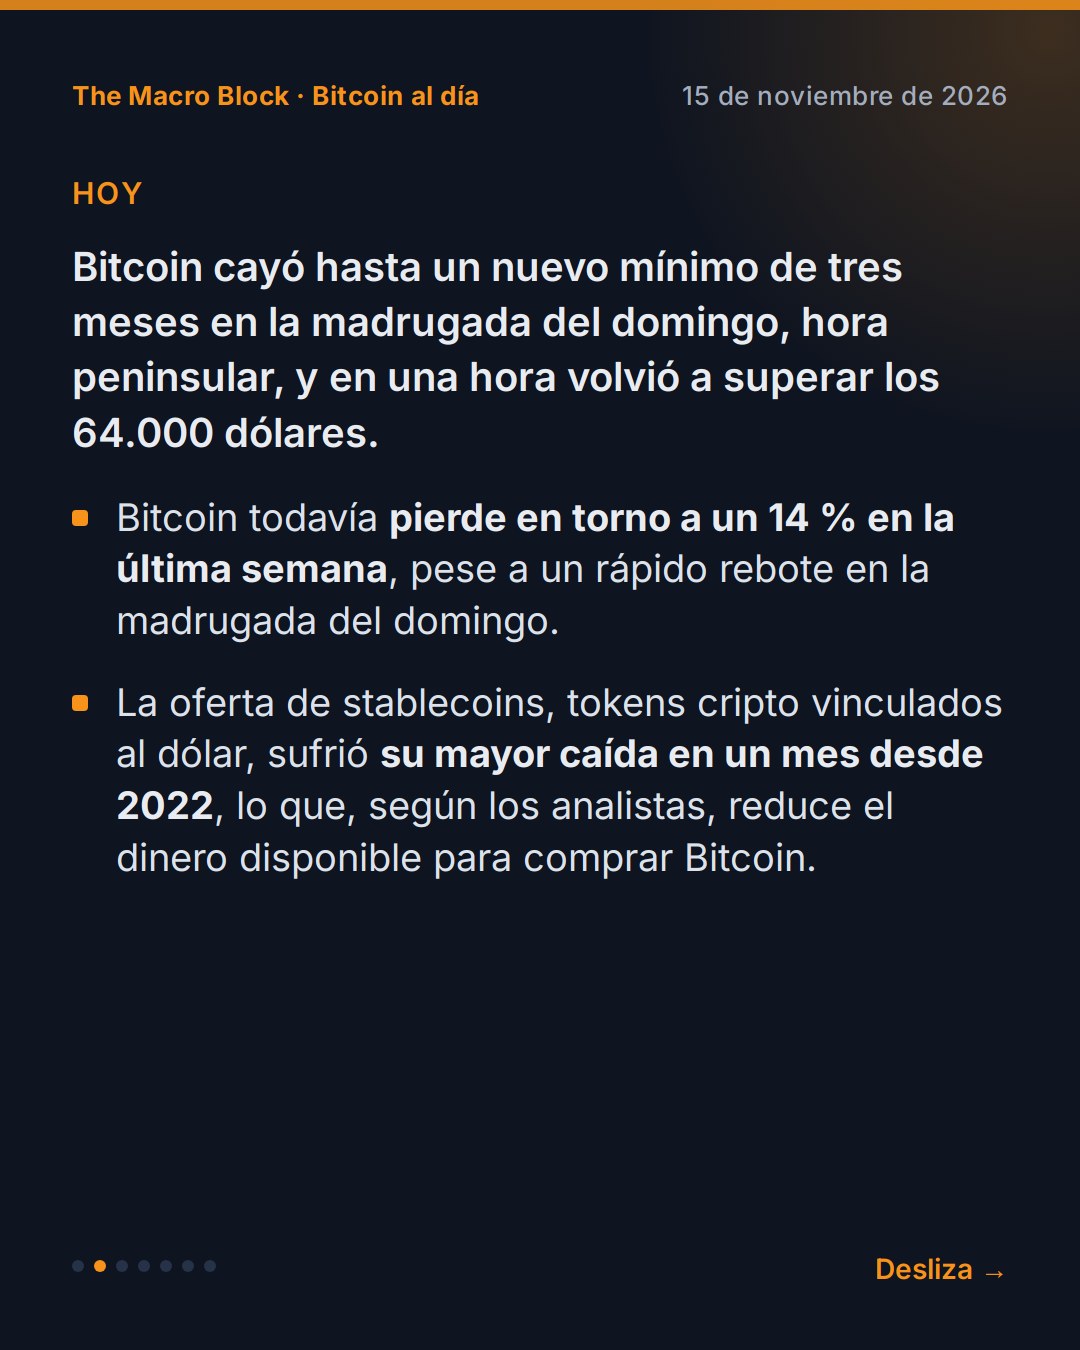 The Macro Block · Bitcoin al día
15 de noviembre de 2026
HOY
Bitcoin cayó hasta un nuevo mínimo de tres
meses en la madrugada del domingo, hora
peninsular, y en una hora volvió a superar los
64.000 dólares.
Bitcoin todavía pierde en torno a un 14 % en la
última semana, pese a un rápido rebote en la
madrugada del domingo.
La oferta de stablecoins, tokens cripto vinculados
al dólar, sufrió su mayor caída en un mes desde
2022, lo que, según los analistas, reduce el
dinero disponible para comprar Bitcoin.
Desliza →